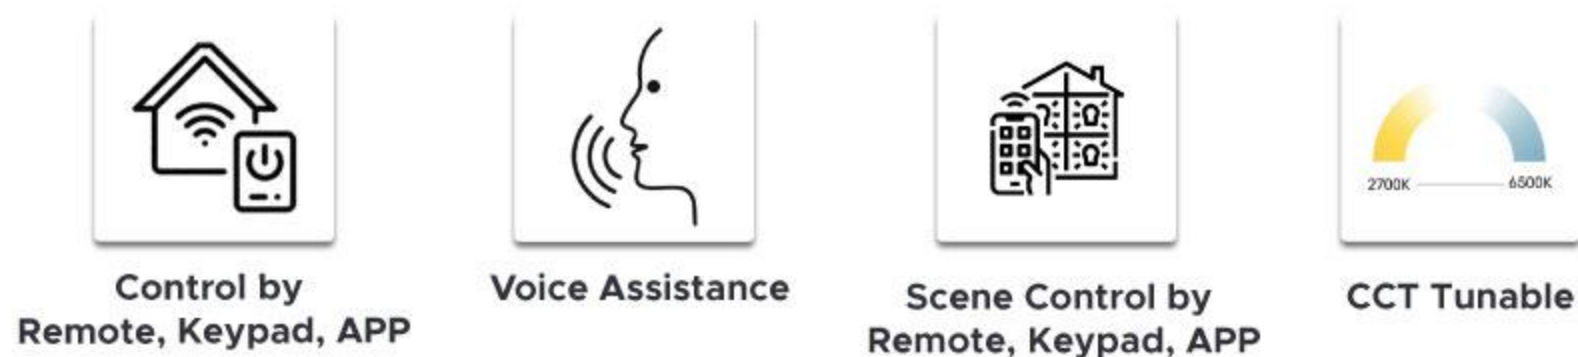 Control by
Remote, Keypad, APP
Voice Assistance
Scene Control by
Remote, Keypad, APP
2700K
6500K
CCT Tunable